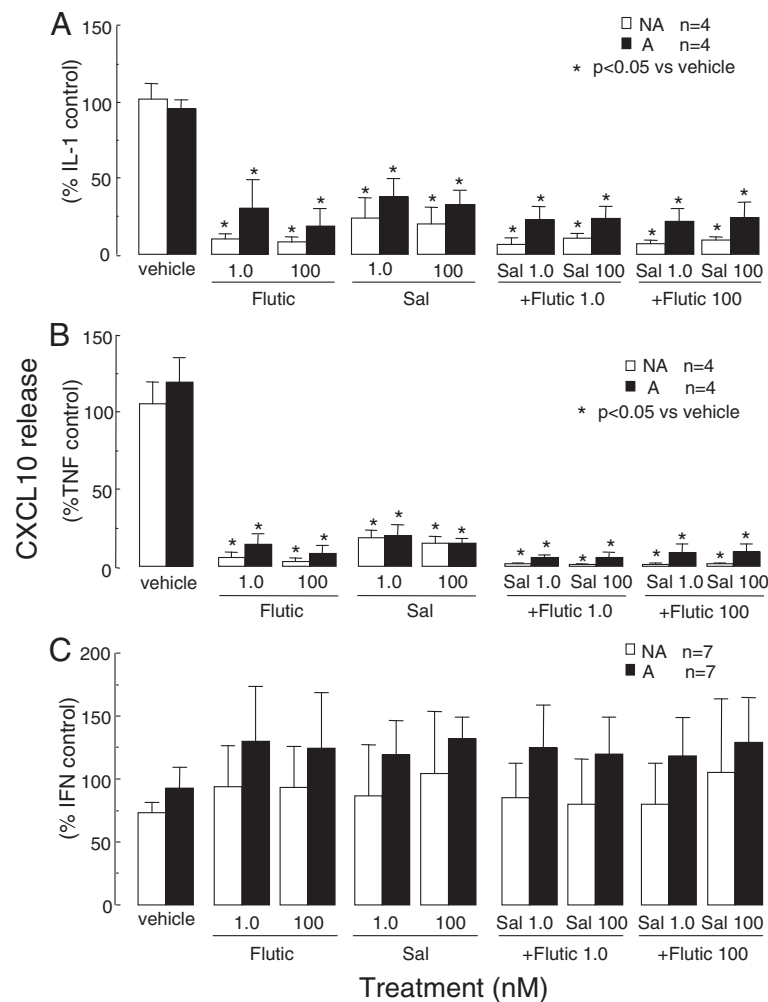 A
NA n=4
A n=4
* p<0.05 vs vehicle
150
100
50
0
(% IL-1 control)
* * * * * * * * * * * * * * * *
vehicle 1.0 100 1.0 100 Sal 1.0 Sal 100 Sal 1.0 Sal 100
Flutic Sal +Flutic 1.0 +Flutic 100
B
NA n=4
A n=4
* p<0.05 vs vehicle
150
100
50
0
CXCL10 release
(%TNF control)
* * * * * * * * * * * * * * * *
vehicle 1.0 100 1.0 100 Sal 1.0 Sal 100 Sal 1.0 Sal 100
Flutic Sal +Flutic 1.0 +Flutic 100
C
NA n=7
A n=7
200
150
100
50
0
(% IFN control)
vehicle 1.0 100 1.0 100 Sal 1.0 Sal 100 Sal 1.0 Sal 100
Flutic Sal +Flutic 1.0 +Flutic 100
Treatment (nM)